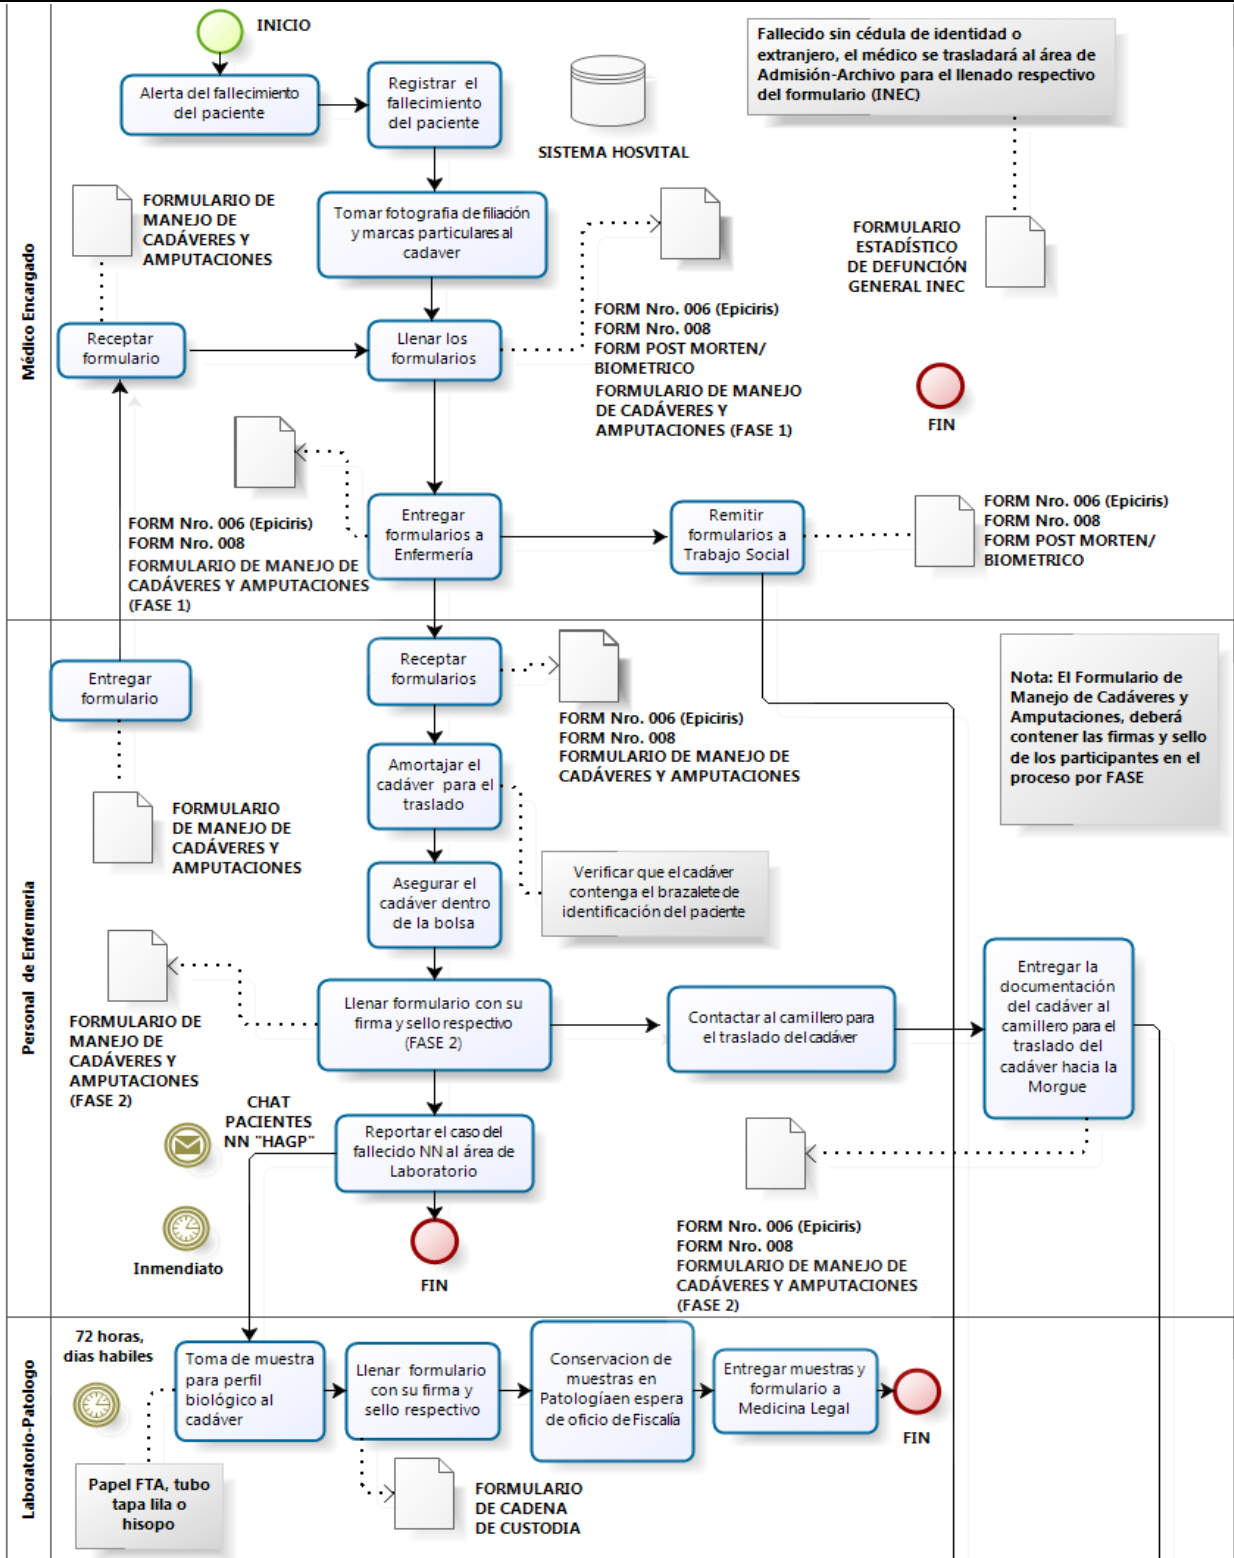 INICIO
Fallecido sin cédula de identidad o
extranjero, el médico se trasladará al área de
Admisión-Archivo para el llenado respectivo
del formulario (INEC)
Alerta del fallecimiento
del paciente
Registrar el
fallecimiento
del paciente
SISTEMA HOSVITAL
FORMULARIO DE
MANEJO DE
CADÁVERES Y
AMPUTACIONES
Tomar fotografia de filiación
y marcas particulares al
cadaver
FORMULARIO
ESTADÍSTICO
DE DEFUNCIÓN
GENERAL INEC
Médico Encargado
Receptar
formulario
Llenar los
formularios
FORM Nro. 006 (Epiciris)
FORM Nro. 008
FORM POST MORTEN/
BIOMETRICO
FORMULARIO DE MANEJO
DE CADÁVERES Y
AMPUTACIONES (FASE 1)
FIN
FORM Nro. 006 (Epiciris)
FORM Nro. 008
FORMULARIO DE MANEJO DE
CADÁVERES Y AMPUTACIONES
(FASE 1)
Entregar
formularios a
Enfermería
Remitir
formularios a
Trabajo Social
FORM Nro. 006 (Epiciris)
FORM Nro. 008
FORM POST MORTEN/
BIOMETRICO
Personal de Enfermeria
Entregar
formulario
Receptar
formularios
FORM Nro. 006 (Epiciris)
FORM Nro. 008
FORMULARIO DE MANEJO DE
CADÁVERES Y AMPUTACIONES
Nota: El Formulario de
Manejo de Cadáveres y
Amputaciones, deberá
contener las firmas y sello
de los participantes en el
proceso por FASE
Amortajar el
cadáver para el
traslado
FORMULARIO
DE MANEJO DE
CADÁVERES Y
AMPUTACIONES
Verificar que el cadáver
contenga el brazalete de
identificación del paciente
Asegurar el
cadáver dentro
de la bolsa
FORMULARIO DE
MANEJO DE
CADÁVERES Y
AMPUTACIONES
(FASE 2)
Llenar formulario con su
firma y sello respectivo
(FASE 2)
Contactar al camillero para
el traslado del cadáver
Entregar la
documentación
del cadáver al
camillero para el
traslado del
cadáver hacia la
Morgue
CHAT
PACIENTES
NN "HAGP"
Reportar el caso del
fallecido NN al área de
Laboratorio
Inmendiato
FIN
FORM Nro. 006 (Epiciris)
FORM Nro. 008
FORMULARIO DE MANEJO DE
CADÁVERES Y AMPUTACIONES
(FASE 2)
Laboratorio-Patologo
72 horas,
dias habiles
Toma de muestra
para perfil
biológico al
cadáver
Llenar formulario
con su firma y
sello respectivo
Conservacion de
muestras en
Patologíaen espera
de oficio de Fiscalía
Entregar muestras y
formulario a
Medicina Legal
FIN
Papel FTA, tubo
tapa lila o
hisopo
FORMULARIO
DE CADENA
DE CUSTODIA